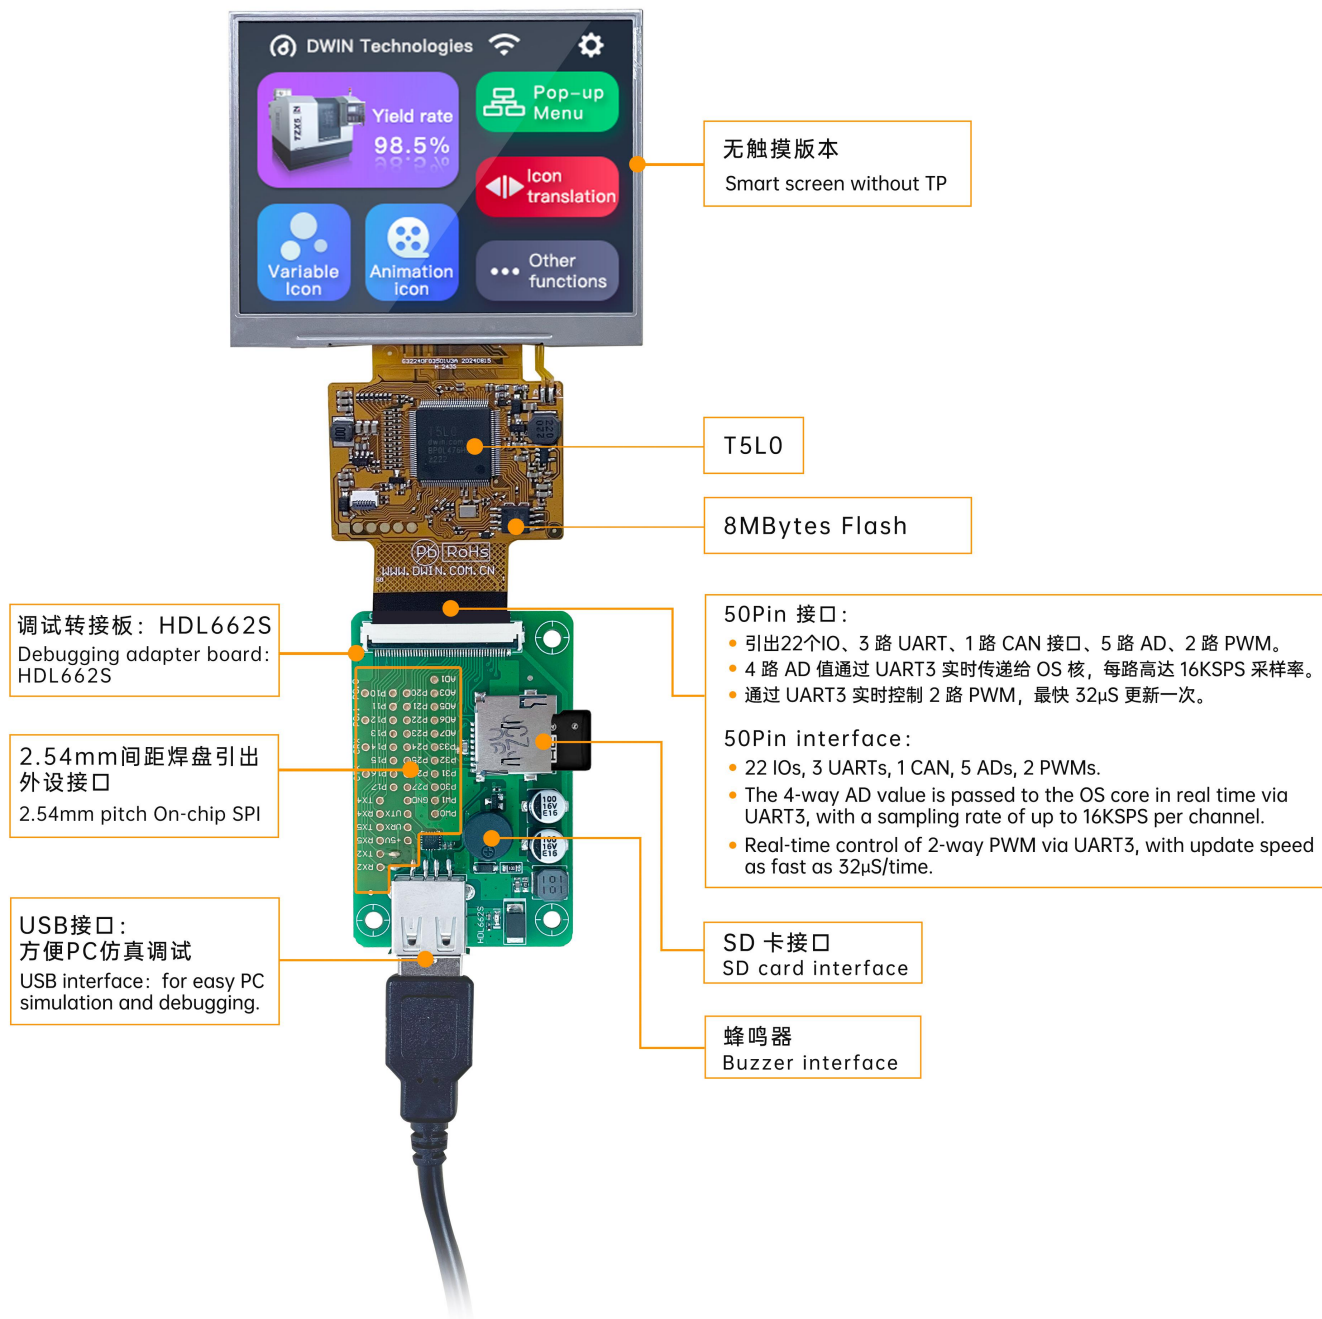 DWIN Technologies
Yield rate
98.5%
Pop-up
Menu
Icon
translation
Variable
Icon
Animation
icon
Other
functions
无触摸版本
Smart screen without TP
T5L0
dwin.com
T5L0
8MBytes Flash
Pb RoHs
WWW.DWIN.COM.CN
调试转接板：HDL662S
Debugging adapter board:
HDL662S
2.54mm间距焊盘引出
外设接口
2.54mm pitch On-chip SPI
USB接口：
方便PC仿真调试
USB interface: for easy PC
simulation and debugging.
50Pin 接口：
引出22个IO、3 路 UART、1 路 CAN 接口、5 路 AD、2 路 PWM。
4 路 AD 值通过 UART3 实时传递给 OS 核，每路高达 16KSPS 采样率。
通过 UART3 实时控制 2 路 PWM，最快 32μS 更新一次。
50Pin interface:
22 IOs, 3 UARTs, 1 CAN, 5 ADs, 2 PWMs.
The 4-way AD value is passed to the OS core in real time via
UART3, with a sampling rate of up to 16KSPS per channel.
Real-time control of 2-way PWM via UART3, with update speed
as fast as 32μS/time.
SD 卡接口
SD card interface
蜂鸣器
Buzzer interface
100
16V
E16
100
16V
E16
HDL662S